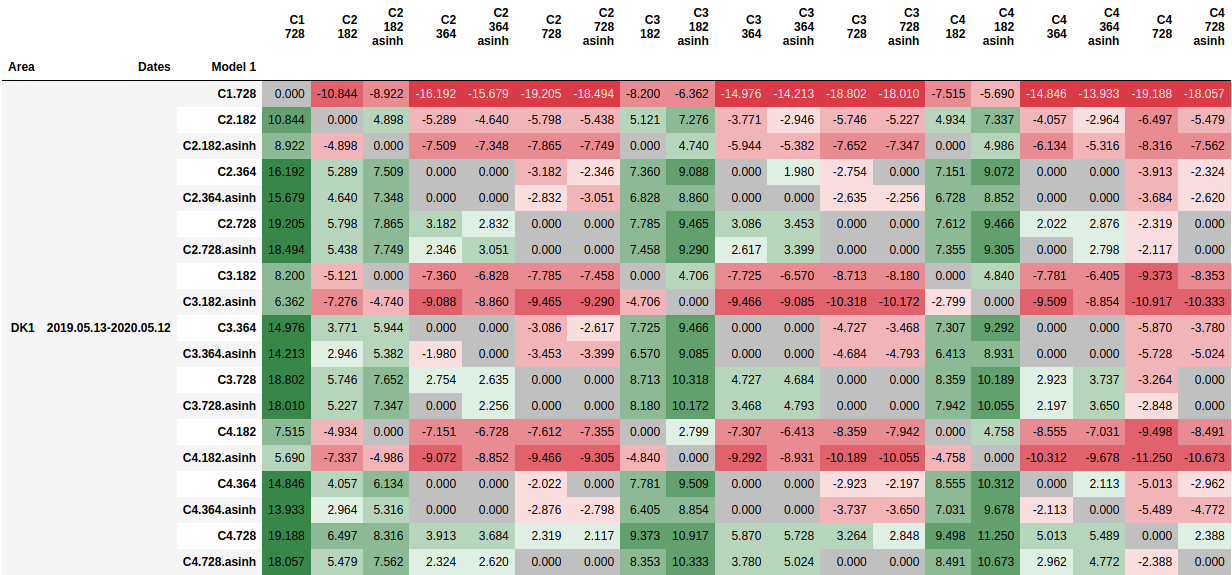 C1 C2 C2 C2 C2 C2 C2 C3 C3 C3 C3 C3 C3 C4 C4 C4 C4 C4 C4
728 182 182 364 364 728 728 182 182 364 364 728 728 182 182 364 364 728 728
asinh asinh asinh asinh asinh asinh asinh asinh asinh
Area Dates Model 1
C1.728 0.000 -10.844 -8.922 -16.192 -15.679 -19.205 -18.494 -8.200 -6.362 -14.976 -14.213 -18.802 -18.010 -7.515 -5.690 -14.846 -13.933 -19.188 -18.057
C2.182 10.844 0.000 4.898 -5.289 -4.640 -5.798 -5.438 5.121 7.276 -3.771 -2.946 -5.746 -5.227 4.934 7.337 -4.057 -2.964 -6.497 -5.479
C2.182.asinh 8.922 -4.898 0.000 -7.509 -7.348 -7.865 -7.749 0.000 4.740 -5.944 -5.382 -7.652 -7.347 0.000 4.986 -6.134 -5.316 -8.316 -7.562
C2.364 16.192 5.289 7.509 0.000 0.000 -3.182 -2.346 7.360 9.088 0.000 1.980 -2.754 0.000 7.151 9.072 0.000 0.000 -3.913 -2.324
C2.364.asinh 15.679 4.640 7.348 0.000 0.000 -2.832 -3.051 6.828 8.860 0.000 0.000 -2.635 -2.256 6.728 8.852 0.000 0.000 -3.684 -2.620
C2.728 19.205 5.798 7.865 3.182 2.832 0.000 0.000 7.785 9.465 3.086 3.453 0.000 0.000 7.612 9.466 2.022 2.876 -2.319 0.000
C2.728.asinh 18.494 5.438 7.749 2.346 3.051 0.000 0.000 7.458 9.290 2.617 3.399 0.000 0.000 7.355 9.305 0.000 2.798 -2.117 0.000
C3.182 8.200 -5.121 0.000 -7.360 -6.828 -7.785 -7.458 0.000 4.706 -7.725 -6.570 -8.713 -8.180 0.000 4.840 -7.781 -6.405 -9.373 -8.353
C3.182.asinh 6.362 -7.276 -4.740 -9.088 -8.860 -9.465 -9.290 -4.706 0.000 -9.466 -9.085 -10.318 -10.172 -2.799 0.000 -9.509 -8.854 -10.917 -10.333
DK1 2019.05.13-2020.05.12 C3.364 14.976 3.771 5.944 0.000 0.000 -3.086 -2.617 7.725 9.466 0.000 0.000 -4.727 -3.468 7.307 9.292 0.000 0.000 -5.870 -3.780
C3.364.asinh 14.213 2.946 5.382 -1.980 0.000 -3.453 -3.399 6.570 9.085 0.000 0.000 -4.684 -4.793 6.413 8.931 0.000 0.000 -5.728 -5.024
C3.728 18.802 5.746 7.652 2.754 2.635 0.000 0.000 8.713 10.318 4.727 4.684 0.000 0.000 8.359 10.189 2.923 3.737 -3.264 0.000
C3.728.asinh 18.010 5.227 7.347 0.000 2.256 0.000 0.000 8.180 10.172 3.468 4.793 0.000 0.000 7.942 10.055 2.197 3.650 -2.848 0.000
C4.182 7.515 -4.934 0.000 -7.151 -6.728 -7.612 -7.355 0.000 2.799 -7.307 -6.413 -8.359 -7.942 0.000 4.758 -8.555 -7.031 -9.498 -8.491
C4.182.asinh 5.690 -7.337 -4.986 -9.072 -8.852 -9.466 -9.305 -4.840 0.000 -9.292 -8.931 -10.189 -10.055 -4.758 0.000 -10.312 -9.678 -11.250 -10.673
C4.364 14.846 4.057 6.134 0.000 0.000 -2.022 0.000 7.781 9.509 0.000 0.000 -2.923 -2.197 8.555 10.312 0.000 2.113 -5.013 -2.962
C4.364.asinh 13.933 2.964 5.316 0.000 0.000 -2.876 -2.798 6.405 8.854 0.000 0.000 -3.737 -3.650 7.031 9.678 -2.113 0.000 -5.489 -4.772
C4.728 19.188 6.497 8.316 3.913 3.684 2.319 2.117 9.373 10.917 5.870 5.728 3.264 2.848 9.498 11.250 5.013 5.489 0.000 2.388
C4.728.asinh 18.057 5.479 7.562 2.324 2.620 0.000 0.000 8.353 10.333 3.780 5.024 0.000 0.000 8.491 10.673 2.962 4.772 -2.388 0.000